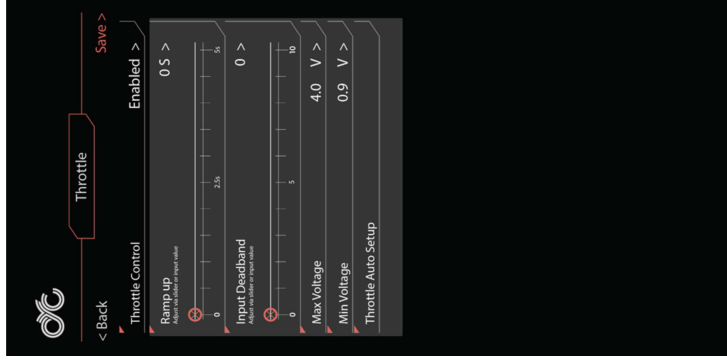 Throttle
< Back
Save >
Throttle Control
Enabled >
Ramp up
0 S >
Adjust via slider or input value
0
2.5s
5s
Input Deadband
0 >
Adjust via slider or input value
0
5
10
Max Voltage
4.0 V >
Min Voltage
0.9 V >
Throttle Auto Setup